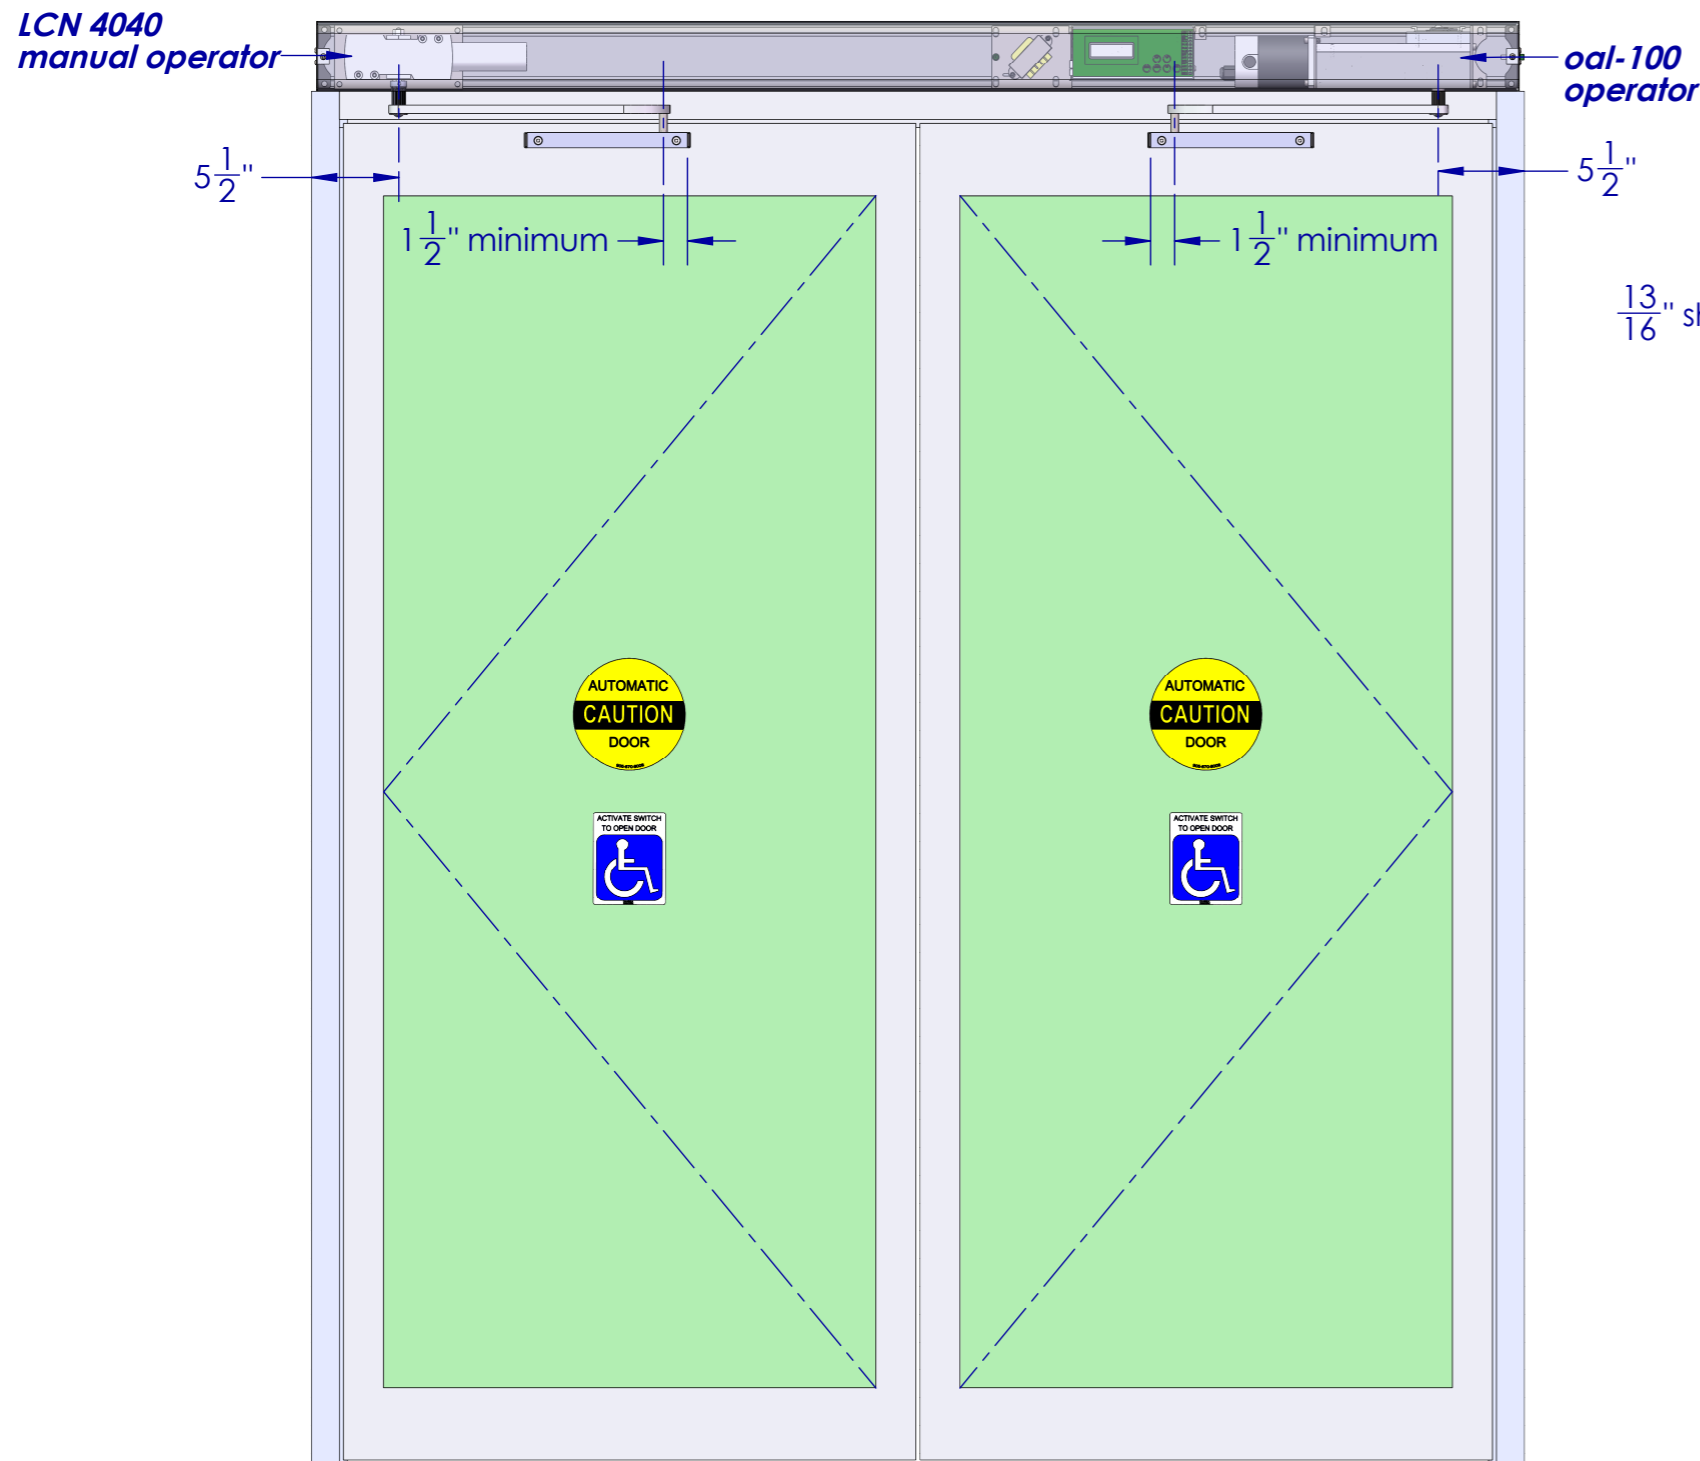 LCN 4040
manual operator
oal-100
operator
5 1/2"
5 1/2"
1 1/2" minimum
1 1/2" minimum
13/16"
AUTOMATIC
CAUTION
DOOR
AUTOMATIC
CAUTION
DOOR
ACTIVATE SWITCH
TO OPEN DOOR
ACTIVATE SWITCH
TO OPEN DOOR